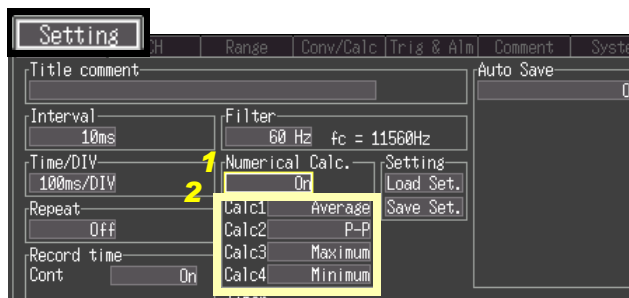 Setting
CH Range Conv/Calc Trig & Alm Comment Syste
Title comment
Auto Save
Interval
10ms
Filter
60 Hz fc = 11560Hz
Time/DIV
100ms/DIV
1
Numerical Calc.
On
Setting
Load Set.
Save Set.
2
Repeat
Off
Calc1 Average
Calc2 P-P
Calc3 Maximum
Calc4 Minimum
Record time
Cont On